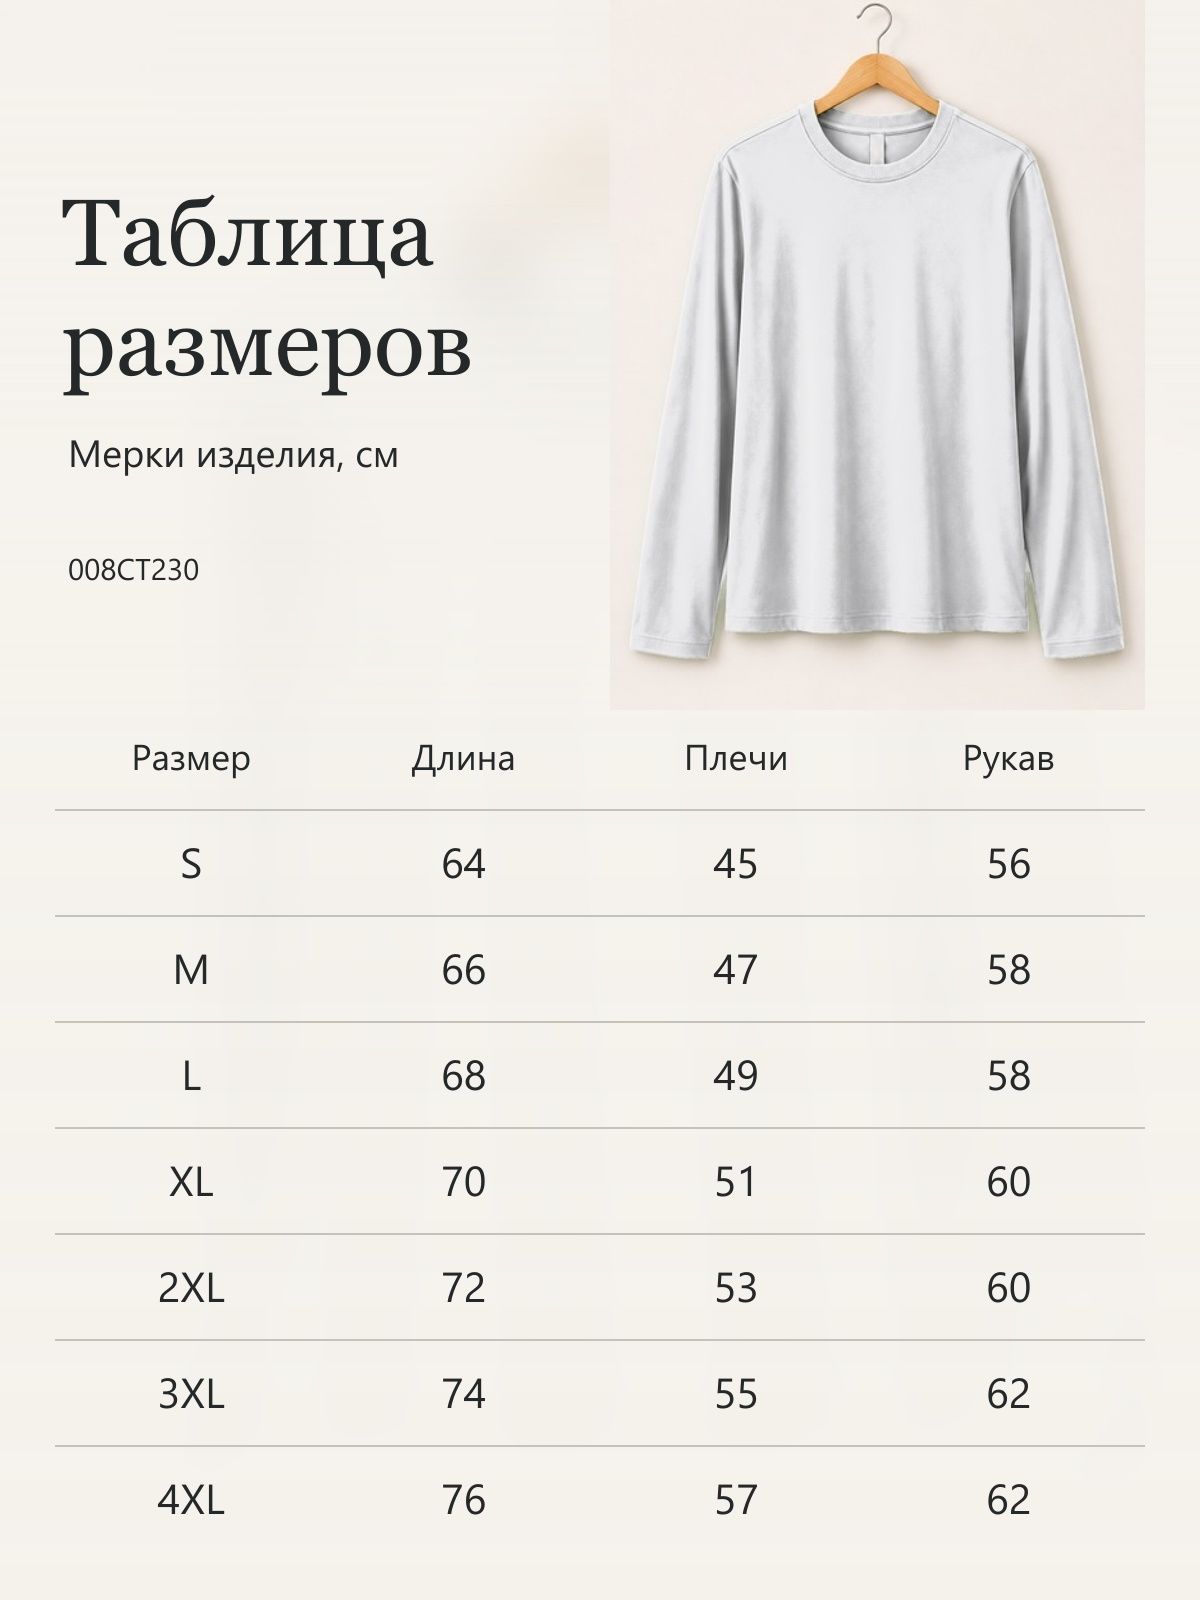 Таблица
размеров
Мерки изделия, см
008CT230
Размер Длина Плечи Рукав
S 64 45 56
M 66 47 58
L 68 49 58
XL 70 51 60
2XL 72 53 60
3XL 74 55 62
4XL 76 57 62